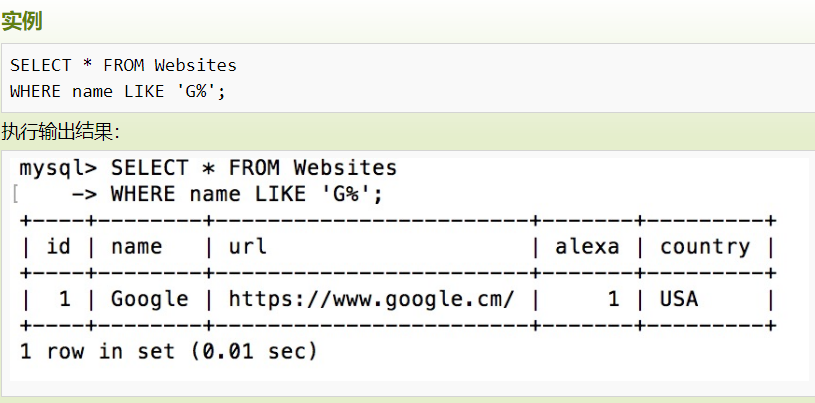 实例
SELECT * FROM Websites
WHERE name LIKE 'G%';
执行输出结果：
mysql> SELECT * FROM Websites
[    -> WHERE name LIKE 'G%';
+----+--------+------------------------+-------+---------+
| id | name   | url                    | alexa | country |
+----+--------+------------------------+-------+---------+
|  1 | Google | https://www.google.cm/ |     1 | USA     |
+----+--------+------------------------+-------+---------+
1 row in set (0.01 sec)